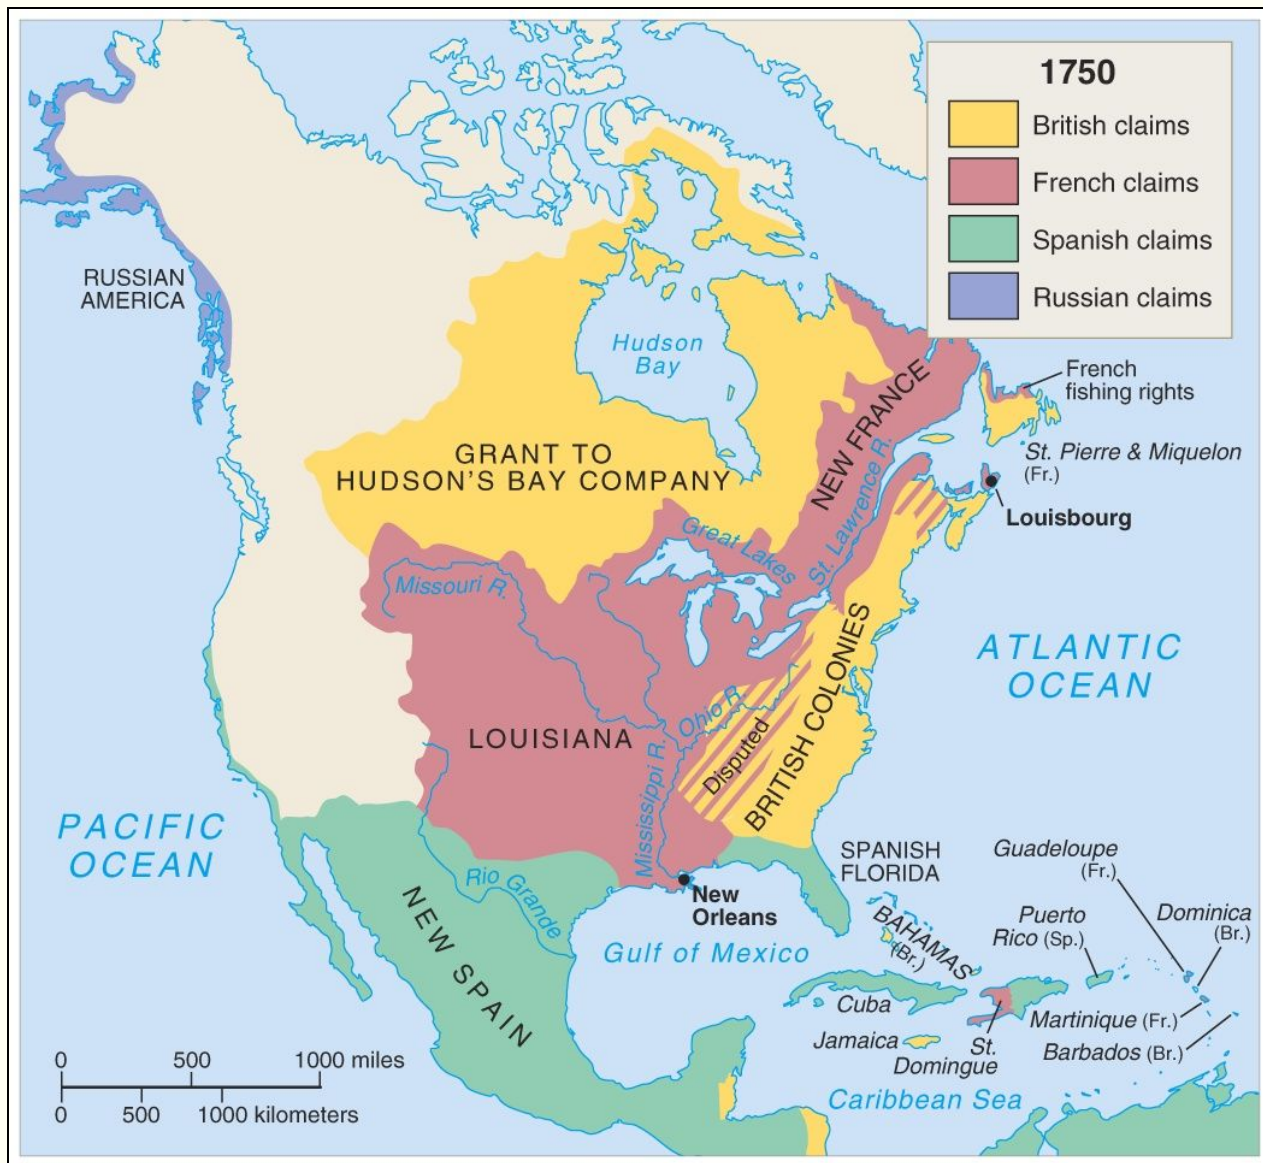 1750
British claims
French claims
Spanish claims
Russian claims
RUSSIAN
AMERICA
Hudson
Bay
French
fishing rights
NEW FRANCE
GRANT TO
HUDSON'S BAY COMPANY
St. Pierre & Miquelon
(Fr.)
Louisbourg
St. Lawrence R.
Great Lakes
Missouri R.
ATLANTIC
OCEAN
BRITISH COLONIES
Ohio R.
Disputed
LOUISIANA
Mississippi R.
PACIFIC
OCEAN
SPANISH
FLORIDA
Guadeloupe
(Fr.)
Rio Grande
New
Orleans
NEW SPAIN
Gulf of Mexico
BAHAMAS
(Br.)
Puerto
Rico (Sp.)
Dominica
(Br.)
Cuba
Jamaica
St.
Domingue
Martinique (Fr.)
Barbados (Br.)
Caribbean Sea
0 500 1000 miles
0 500 1000 kilometers